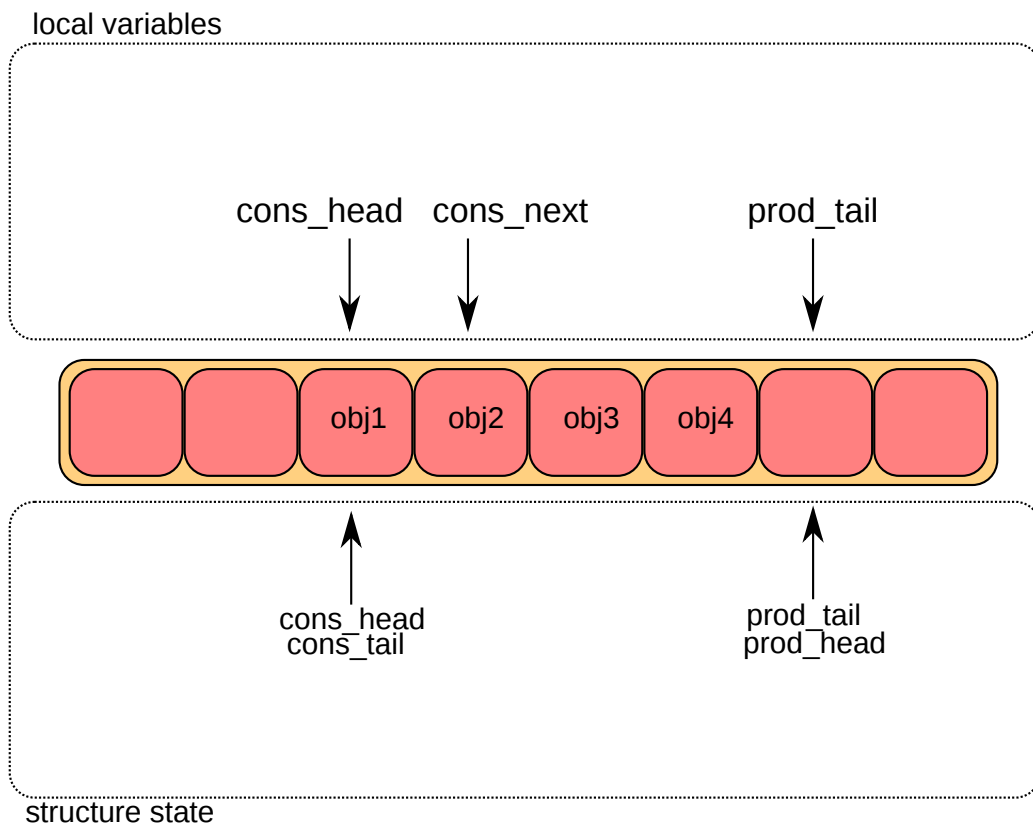 local variables
cons_head cons_next prod_tail
obj1 obj2 obj3 obj4
cons_head prod_tail
cons_tail prod_head
structure state